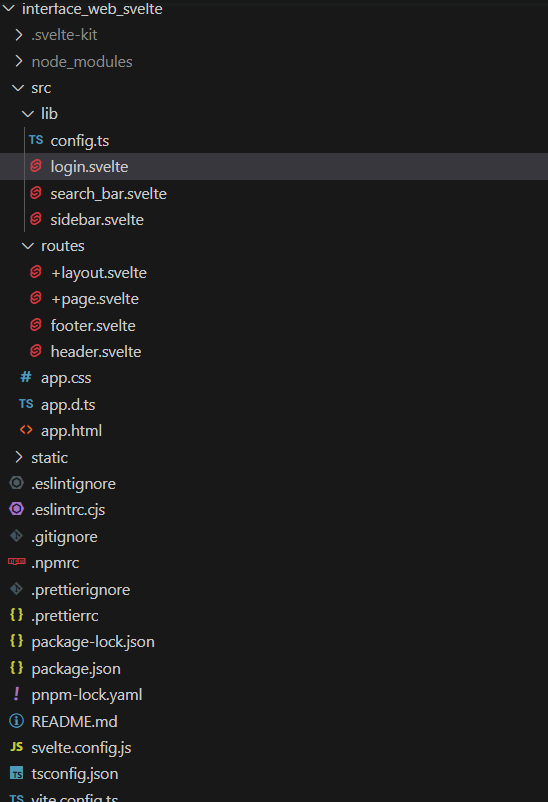 interface_web_svelte
.svelte-kit
node_modules
src
lib
TS config.ts
login.svelte
search_bar.svelte
sidebar.svelte
routes
+layout.svelte
+page.svelte
footer.svelte
header.svelte
# app.css
TS app.d.ts
<> app.html
static
.eslintignore
.eslintrc.cjs
.gitignore
.npmrc
.prettierignore
{} .prettierrc
{} package-lock.json
{} package.json
! pnpm-lock.yaml
README.md
JS svelte.config.js
TS tsconfig.json
TS vite.config.ts